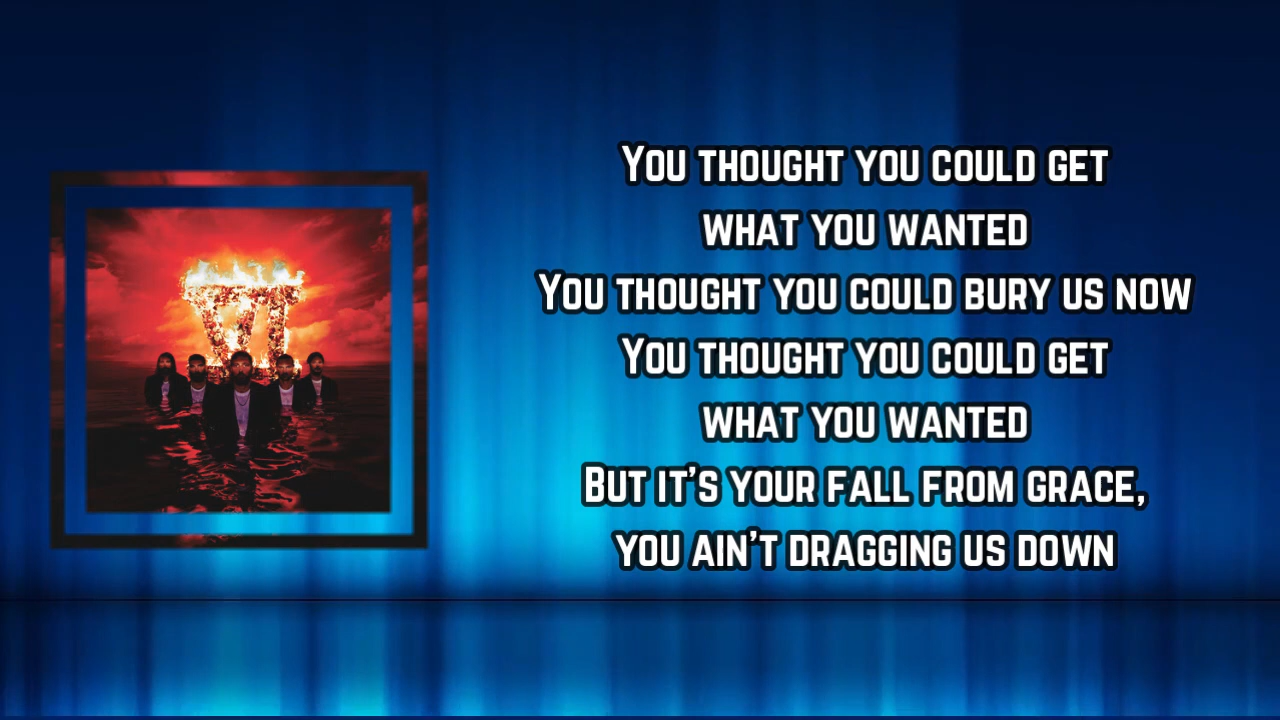 VI
You thought you could get
what you wanted
You thought you could bury us now
You thought you could get
what you wanted
But it's your fall from grace,
you ain't dragging us down